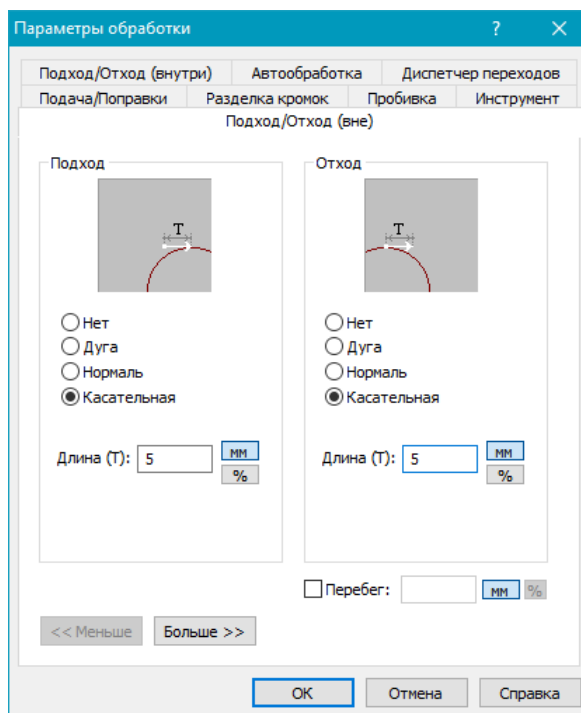 Параметры обработки ? ×
Подход/Отход (внутри) Автообработка Диспетчер переходов
Подача/Поправки Разделка кромок Пробивка Инструмент
Подход/Отход (вне)
Подход Отход
T T
Нет Нет
Дуга Дуга
Нормаль Нормаль
Касательная Касательная
Длина (T): 5 мм Длина (T): 5 мм
% %
Перебег: мм %
<< Меньше Больше >>
OK Отмена Справка